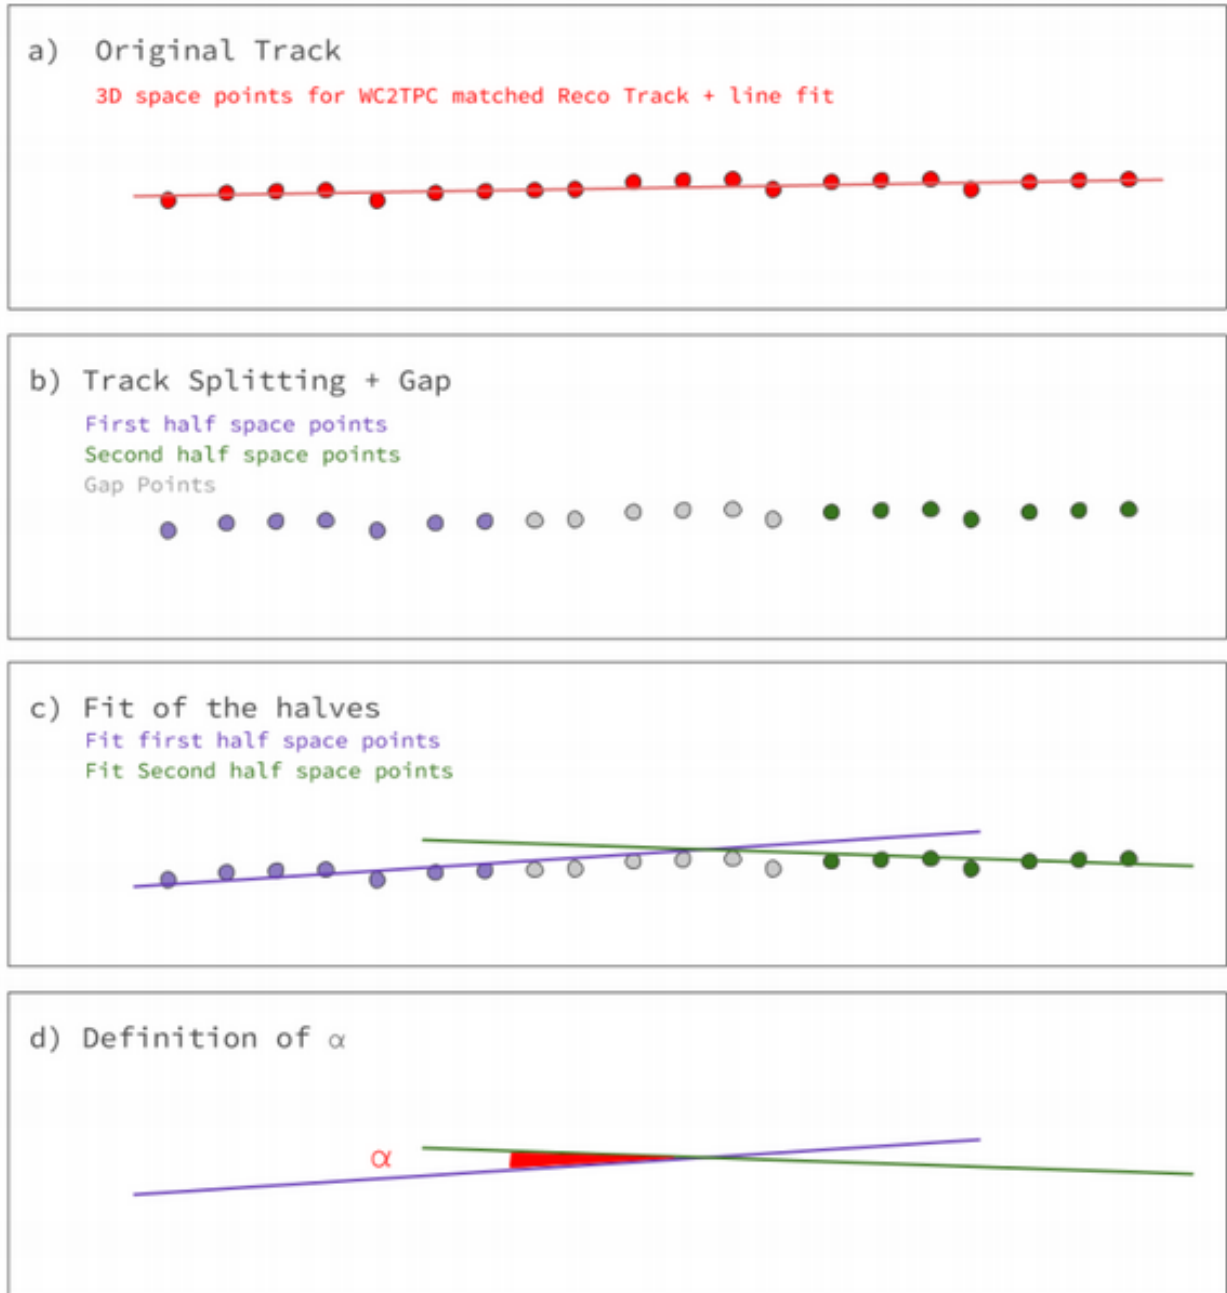 a) Original Track
3D space points for WC2TPC matched Reco Track + line fit
b) Track Splitting + Gap
First half space points
Second half space points
Gap Points
c) Fit of the halves
Fit first half space points
Fit Second half space points
d) Definition of α
α